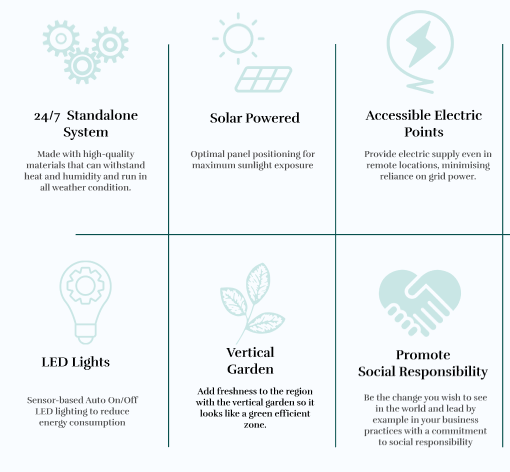 24/7 Standalone
System
Made with high-quality
materials that can withstand
heat and humidity and run in
all weather condition.
Solar Powered
Optimal panel positioning for
maximum sunlight exposure
Accessible Electric
Points
Provide electric supply even in
remote locations, minimising
reliance on grid power.
LED Lights
Sensor-based Auto On/Off
LED lighting to reduce
energy consumption
Vertical
Garden
Add freshness to the region
with the vertical garden so it
looks like a green efficient
zone.
Promote
Social Responsibility
Be the change you wish to see
in the world and lead by
example in your business
practices with a commitment
to social responsibility